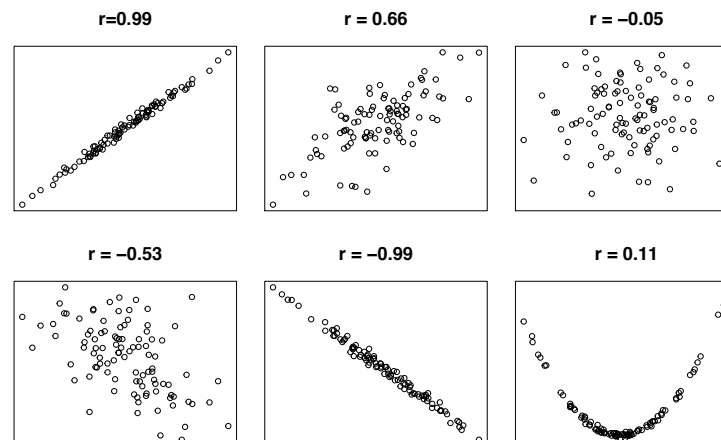 r=0.99
r = 0.66
r = −0.05
r = −0.53
r = −0.99
r = 0.11